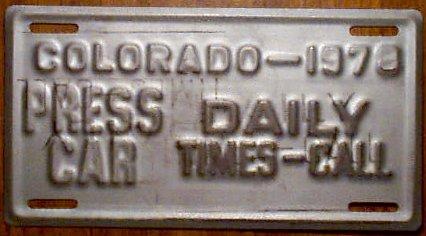 COLORADO-1978
PRESS CAR
DAILY TIMES-CALL